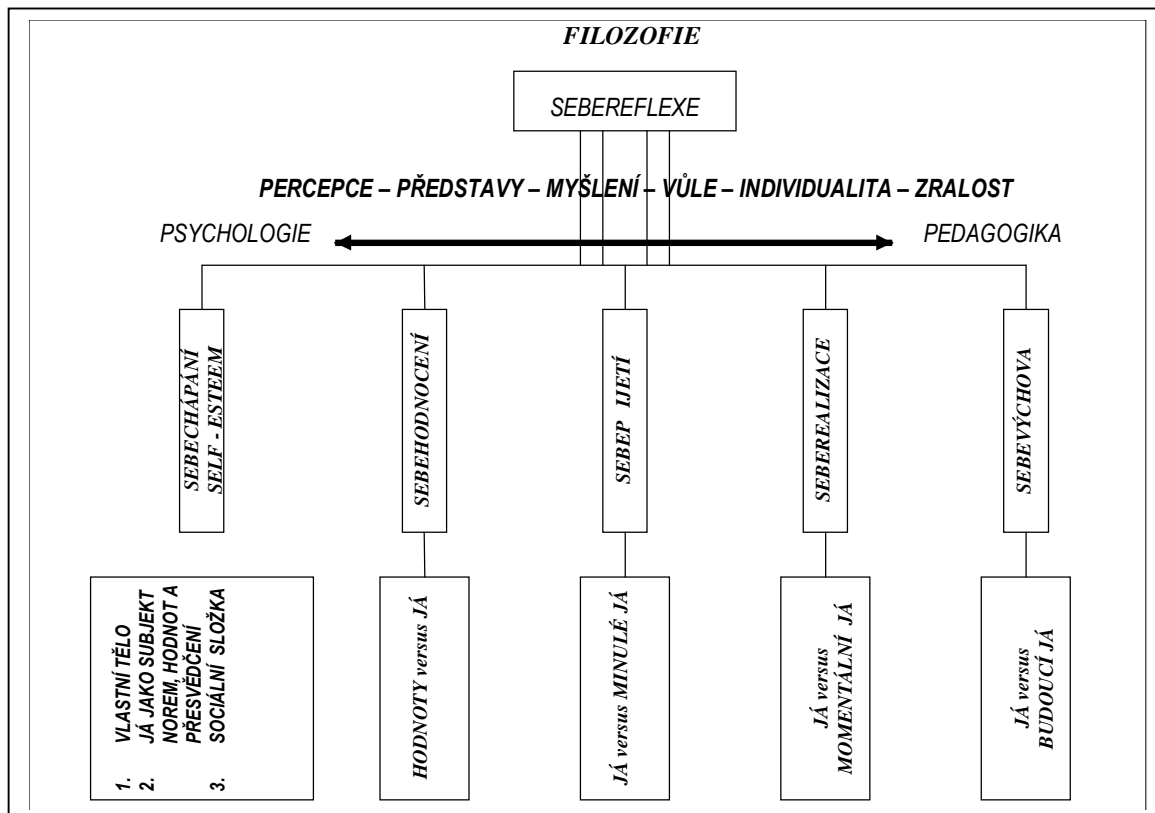 FILOZOFIE
SEBEREFLEXE
PERCEPCE – PŘEDSTAVY – MYŠLENÍ – VŮLE – INDIVIDUALITA – ZRALOST
PSYCHOLOGIE
PEDAGOGIKA
SEBECHÁPÁNÍ
SELF - ESTEEM
SEBEHODNOCENÍ
SEBEP IJETÍ
SEBEREALIZACE
SEBEVÝCHOVA
1. VLASTNÍ TĚLO
2. JÁ JAKO SUBJEKT
NOREM, HODNOT A
PŘESVĚDČENÍ
3. SOCIÁLNÍ SLOŽKA
HODNOTY versus JÁ
JÁ versus MINULÉ JÁ
JÁ versus
MOMENTÁLNÍ JÁ
JÁ versus
BUDOUCÍ JÁ